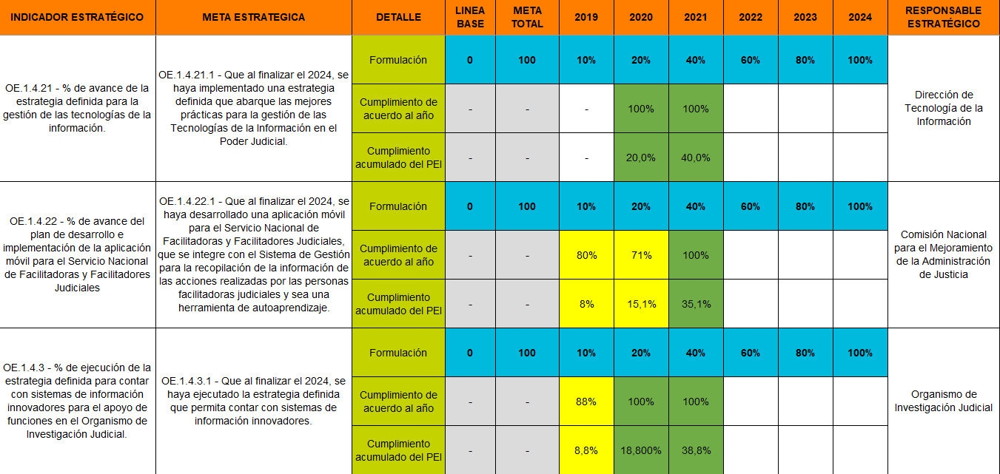 INDICADOR ESTRATÉGICO
META ESTRATEGICA
DETALLE
LINEA
BASE
META
TOTAL
2019
2020
2021
2022
2023
2024
RESPONSABLE
ESTRATÉGICO
OE.1.4.21 - % de avance de la
estrategia definida para la
gestión de las tecnologías de la
información.
OE.1.4.21.1 - Que al finalizar el 2024, se
haya implementado una estrategia
definida que abarque las mejores
prácticas para la gestión de las
Tecnologías de la Información en el
Poder Judicial.
Formulación
0
100
10%
20%
40%
60%
80%
100%
Cumplimiento de
acuerdo al año
-
-
-
100%
100%
Cumplimiento
acumulado del PEI
-
-
-
20,0%
40,0%
Dirección de
Tecnología de la
Información
OE.1.4.22 - % de avance del
plan de desarrollo e
implementación de la aplicación
móvil para el Servicio Nacional
de Facilitadoras y Facilitadores
Judiciales
OE.1.4.22.1 - Que al finalizar el 2024, se
haya desarrollado una aplicación móvil
para el Servicio Nacional de
Facilitadoras y Facilitadores Judiciales,
que se integre con el Sistema de Gestión
para la recopilación de la información de
las acciones realizadas por las personas
facilitadoras judiciales y sea una
herramienta de autoaprendizaje.
Formulación
0
100
10%
20%
40%
60%
80%
100%
Cumplimiento de
acuerdo al año
-
-
80%
71%
100%
Cumplimiento
acumulado del PEI
-
-
8%
15,1%
35,1%
Comisión Nacional
para el Mejoramiento
de la Administración
de Justicia
OE.1.4.3 - % de ejecución de la
estrategia definida para contar
con sistemas de información
innovadores para el apoyo de
funciones en el Organismo de
Investigación Judicial.
OE.1.4.3.1 - Que al finalizar el 2024, se
haya ejecutado la estrategia definida
que permita contar con sistemas de
información innovadores.
Formulación
0
100
10%
20%
40%
60%
80%
100%
Cumplimiento de
acuerdo al año
-
-
88%
100%
100%
Cumplimiento
acumulado del PEI
-
-
8,8%
18,800%
38,8%
Organismo de
Investigación Judicial